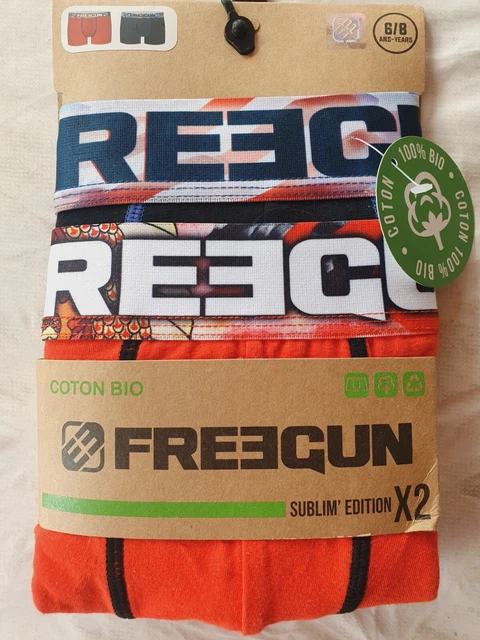 6/8
ANS-YEARS
REEGU
COTON 100% BIO • COTON 100% BIO •
REEGU
COTON BIO
FREEGUN
SUBLIM' EDITION X2